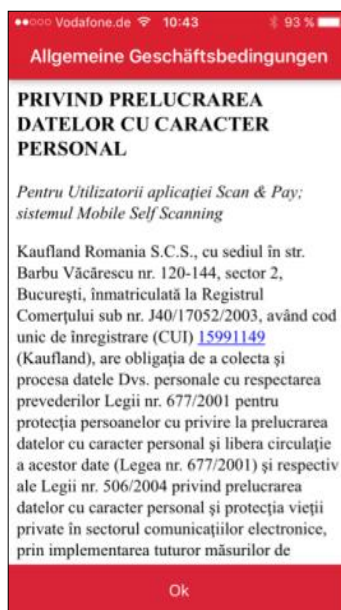 ●●○○○ Vodafone.de 10:43 93 %
Allgemeine Geschäftsbedingungen
PRIVIND PRELUCRAREA
DATELOR CU CARACTER
PERSONAL
Pentru Utilizatorii aplicației Scan & Pay;
sistemul Mobile Self Scanning
Kaufland Romania S.C.S., cu sediul în str.
Barbu Văcărescu nr. 120-144, sector 2,
București, înmatriculată la Registrul
Comerțului sub nr. J40/17052/2003, având cod
unic de înregistrare (CUI) 15991149
(Kaufland), are obligația de a colecta și
procesa datele Dvs. personale cu respectarea
prevederilor Legii nr. 677/2001 pentru
protecția persoanelor cu privire la prelucrarea
datelor cu caracter personal și libera circulație
a acestor date (Legea nr. 677/2001) și respectiv
ale Legii nr. 506/2004 privind prelucrarea
datelor cu caracter personal și protecția vieții
private în sectorul comunicațiilor electronice,
prin implementarea tuturor măsurilor de
Ok